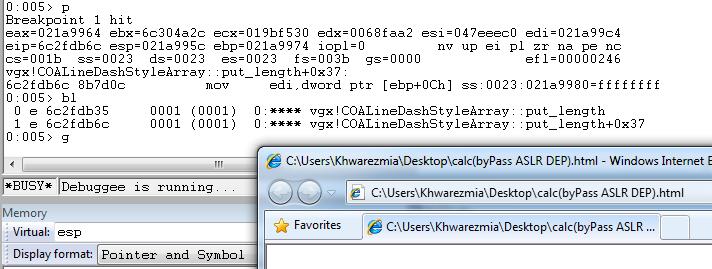 0:005> p
Breakpoint 1 hit
eax=021a9964 ebx=6c304a2c ecx=019bf530 edx=0068faa2 esi=047eeec0 edi=021a99c4
eip=6c2fdb6c esp=021a995c ebp=021a9974 iopl=0         nv up ei pl zr na pe nc
cs=001b  ss=0023  ds=0023  es=0023  fs=003b  gs=0000             efl=00000246
vgx!COALineDashStyleArray::put_length+0x37:
6c2fdb6c 8b7d0c          mov     edi,dword ptr [ebp+0Ch] ss:0023:021a9980=ffffffff
0:005> bl
 0 e 6c2fdb35     0001 (0001)  0:**** vgx!COALineDashStyleArray::put_length
 1 e 6c2fdb6c     0001 (0001)  0:**** vgx!COALineDashStyleArray::put_length+0x37
0:005> g
*BUSY* Debuggee is running...
Memory
Virtual: esp
Display format: Pointer and Symbol
C:\Users\Khwarezmia\Desktop\calc(byPass ASLR DEP).html - Windows Internet E
C:\Users\Khwarezmia\Desktop\calc(byPass ASLR DEP).html
Favorites
C:\Users\Khwarezmia\Desktop\calc(byPass ASLR ...